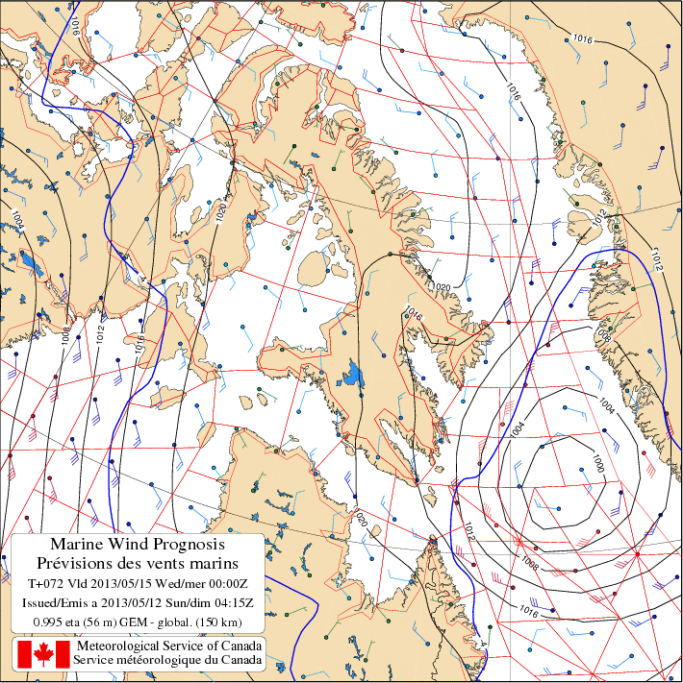 1016
1016
1016
1004
1020
1012
1012
1020
1016
1008
1012
1016
1008
1004
1004
1000
1020
1012
1008
1016
Marine Wind Prognosis
Prévisions des vents marins
T+072 Vld 2013/05/15 Wed/mer 00:00Z
Issued/Emis a 2013/05/12 Sun/dim 04:15Z
0.995 eta (56 m) GEM - global. (150 km)
Meteorological Service of Canada
Service météorologique du Canada